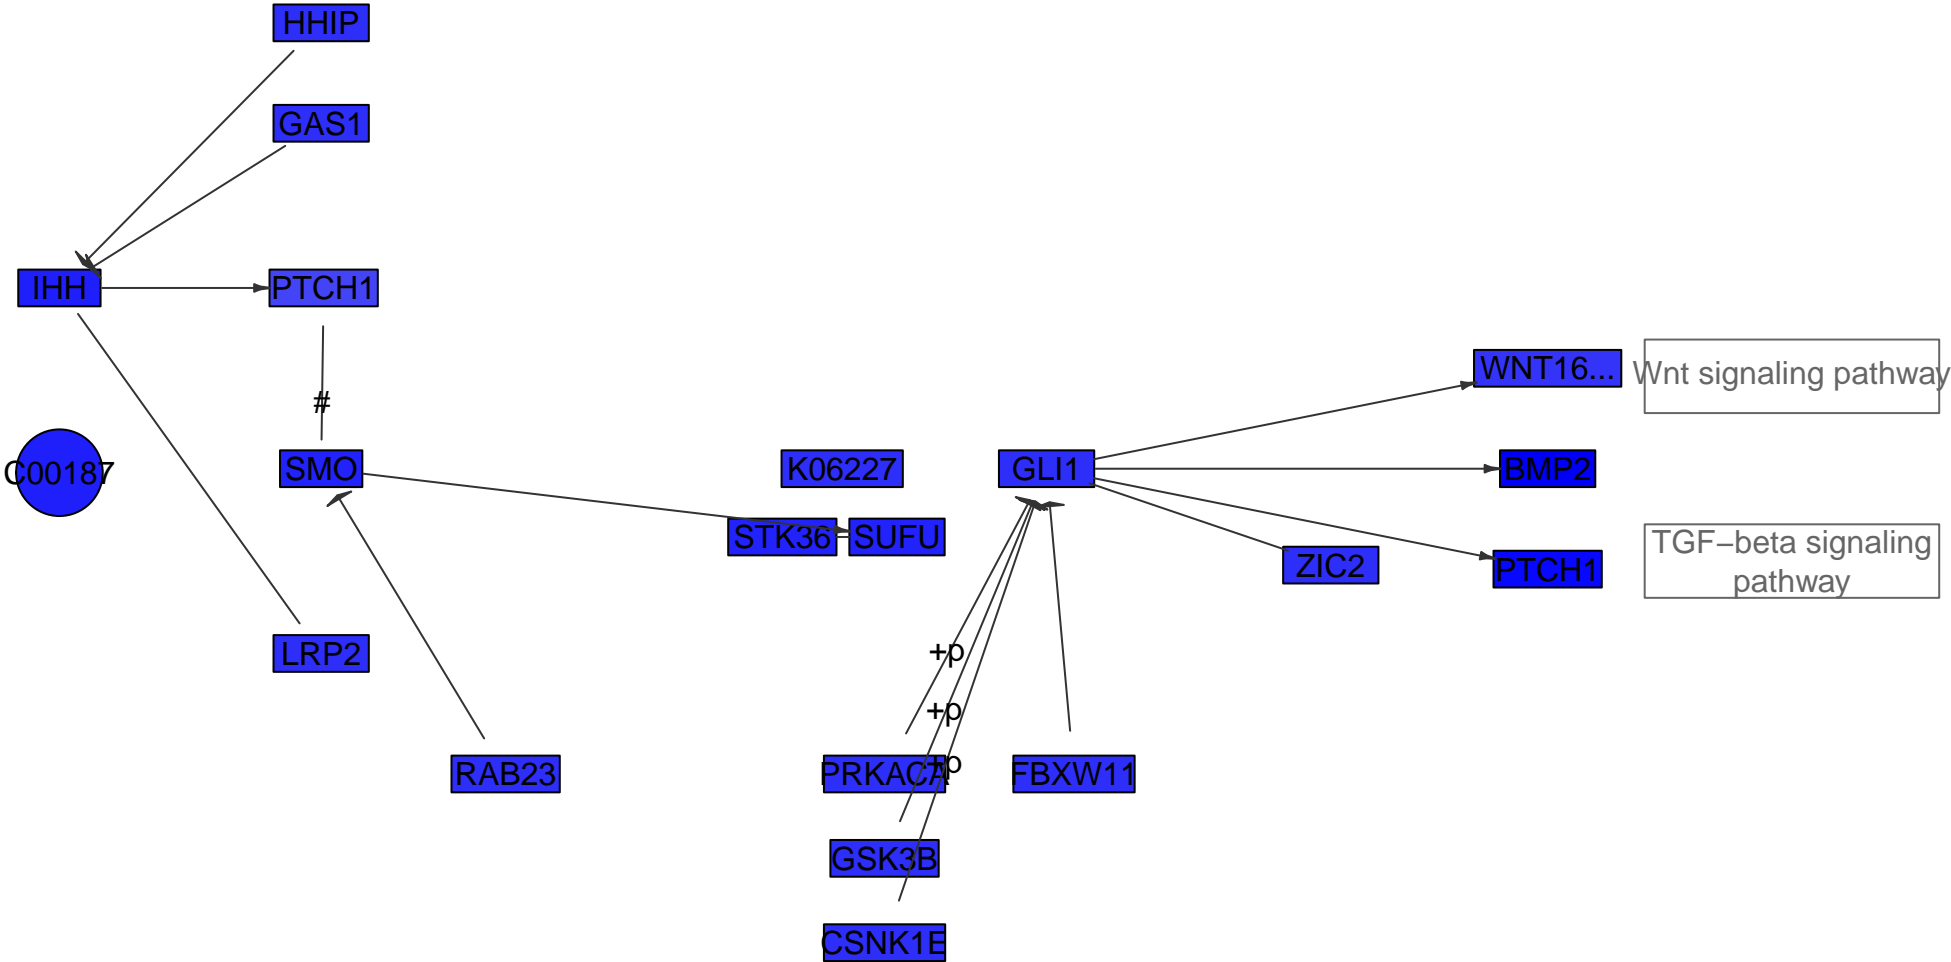 HHIP
GAS1
IHH
PTCH1
WNT16...
Wnt signaling pathway
#
C00187
SMO
K06227
GLI1
BMP2
STK36
SUFU
ZIC2
PTCH1
TGF−beta signaling
pathway
LRP2
+p
+p
+p
RAB23
PRKACA
FBXW11
GSK3B
CSNK1E